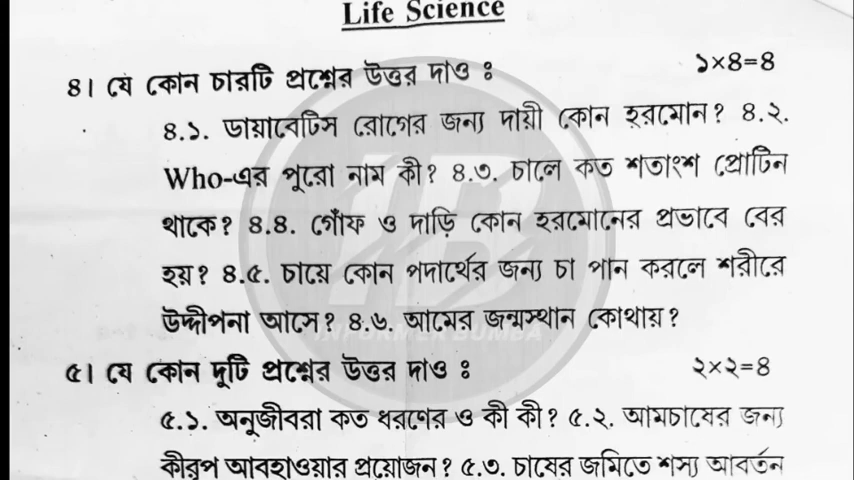 Life Science
৪। যে কোন চারটি প্রশ্নের উত্তর দাও ঃ ১×৪=৪
৪.১. ডায়াবেটিস রোগের জন্য দায়ী কোন হরমোন? ৪.২.
Who-এর পুরো নাম কী? ৪.৩. চালে কত শতাংশ প্রোটিন
থাকে? ৪.৪. গোঁফ ও দাড়ি কোন হরমোনের প্রভাবে বের
হয়? ৪.৫. চায়ে কোন পদার্থের জন্য চা পান করলে শরীরে
উদ্দীপনা আসে? ৪.৬. আমের জন্মস্থান কোথায়?
৫। যে কোন দুটি প্রশ্নের উত্তর দাও ঃ ২×২=৪
৫.১. অনুজীবরা কত ধরণের ও কী কী? ৫.২. আমচাষের জন্য
কীরূপ আবহাওয়ার প্রয়োজন? ৫.৩. চাষের জমিতে শস্য আবর্তন